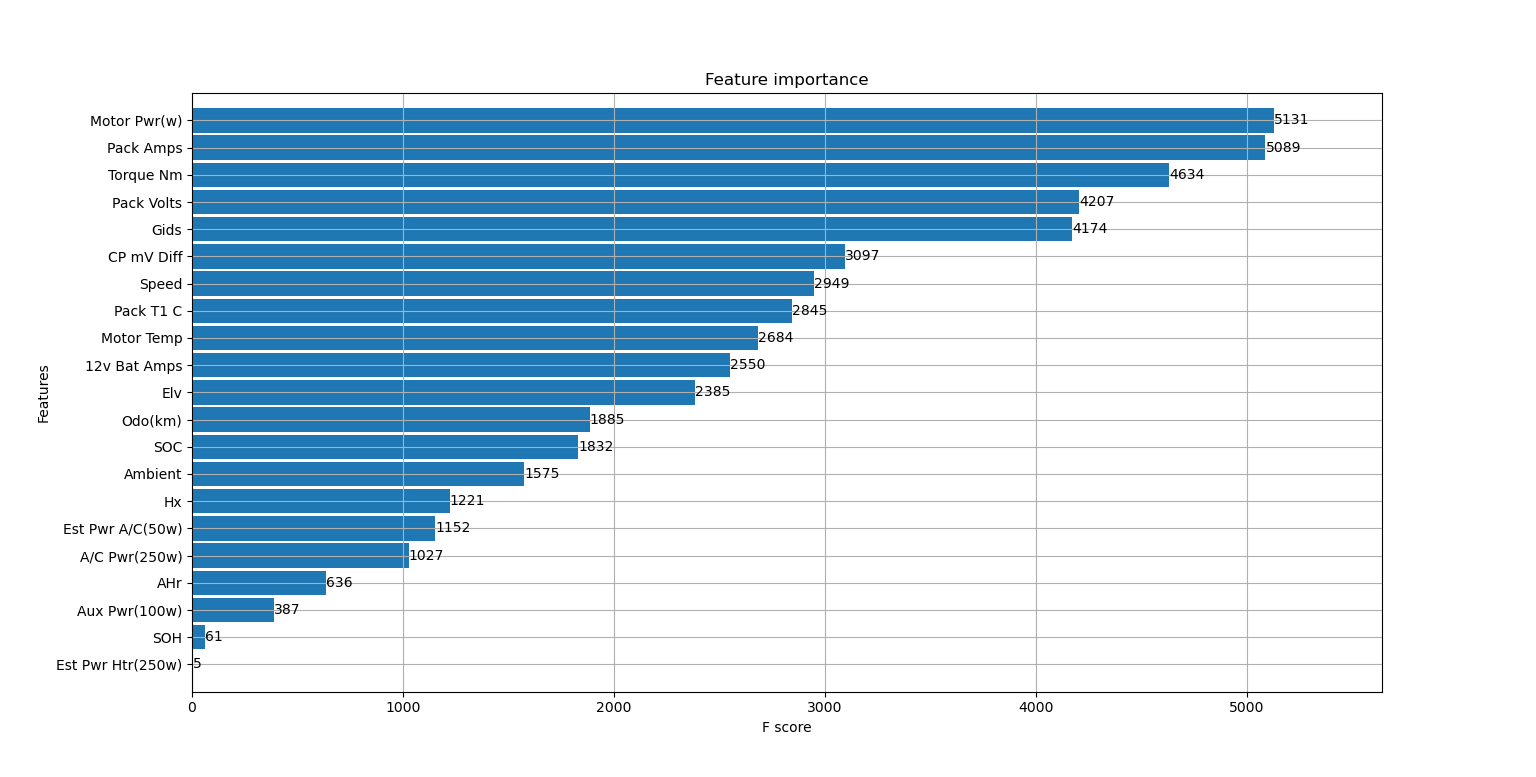 Feature importance
Motor Pwr(w) 5131
Pack Amps 5089
Torque Nm 4634
Pack Volts 4207
Gids 4174
CP mV Diff 3097
Speed 2949
Pack T1 C 2845
Motor Temp 2684
12v Bat Amps 2550
Elv 2385
Odo(km) 1885
SOC 1832
Ambient 1575
Hx 1221
Est Pwr A/C(50w) 1152
A/C Pwr(250w) 1027
AHr 636
Aux Pwr(100w) 387
SOH 61
Est Pwr Htr(250w) 5
Features
0 1000 2000 3000 4000 5000
F score